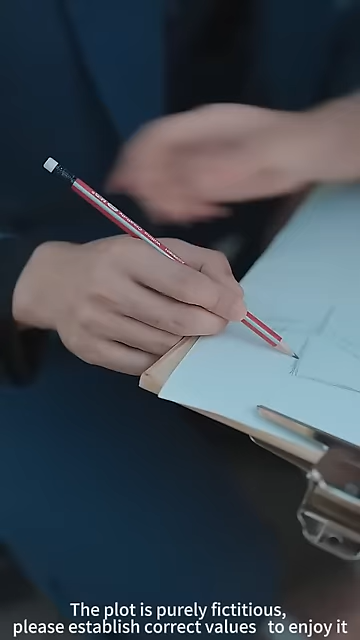 The plot is purely fictitious,
please establish correct values to enjoy it